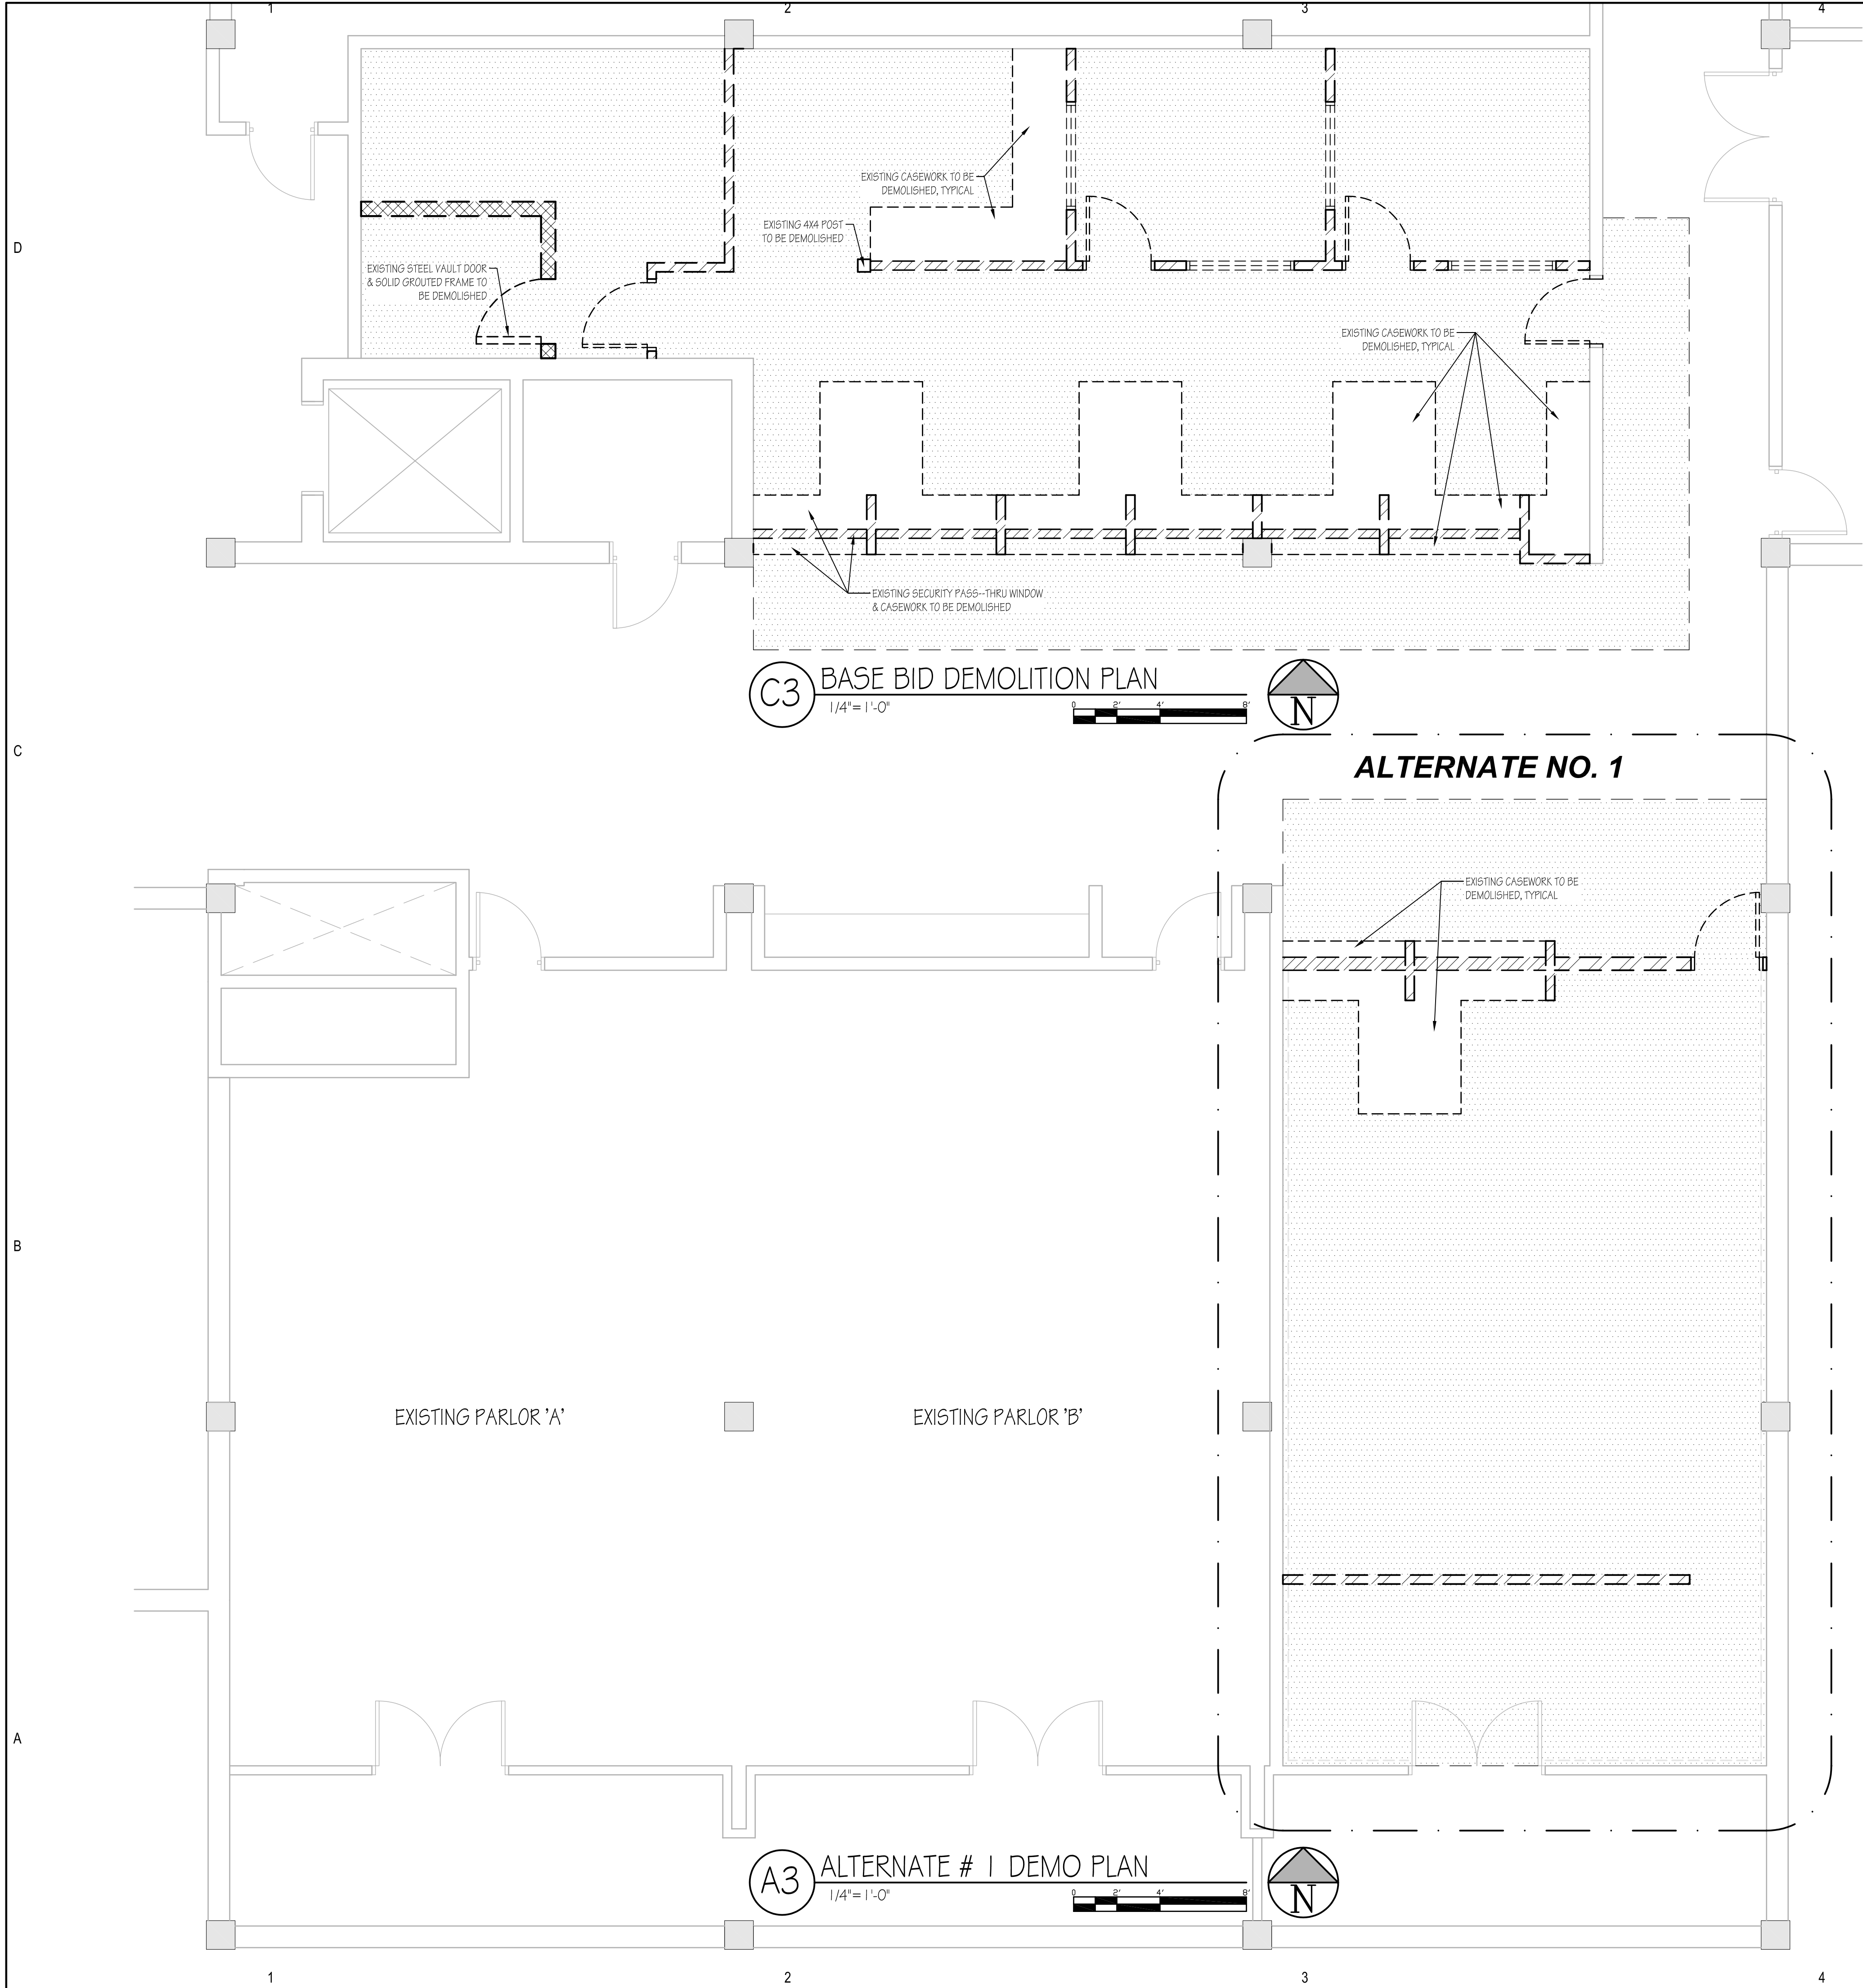 1 2 3 4
EXISTING CASEWORK TO BE
DEMOLISHED, TYPICAL
EXISTING 4X4 POST
TO BE DEMOLISHED
D
EXISTING STEEL VAULT DOOR
& SOLID GROUTED FRAME TO
BE DEMOLISHED
EXISTING CASEWORK TO BE
DEMOLISHED, TYPICAL
EXISTING SECURITY PASS--THRU WINDOW
& CASEWORK TO BE DEMOLISHED
C3 BASE BID DEMOLITION PLAN
1/4"=1'-0"
0 2' 4' 8'
N
C
ALTERNATE NO. 1
EXISTING CASEWORK TO BE
DEMOLISHED, TYPICAL
B
EXISTING PARLOR 'A' EXISTING PARLOR 'B'
A
A3 ALTERNATE # 1 DEMO PLAN
1/4"=1'-0"
0 2' 4' 8'
N
1 2 3 4